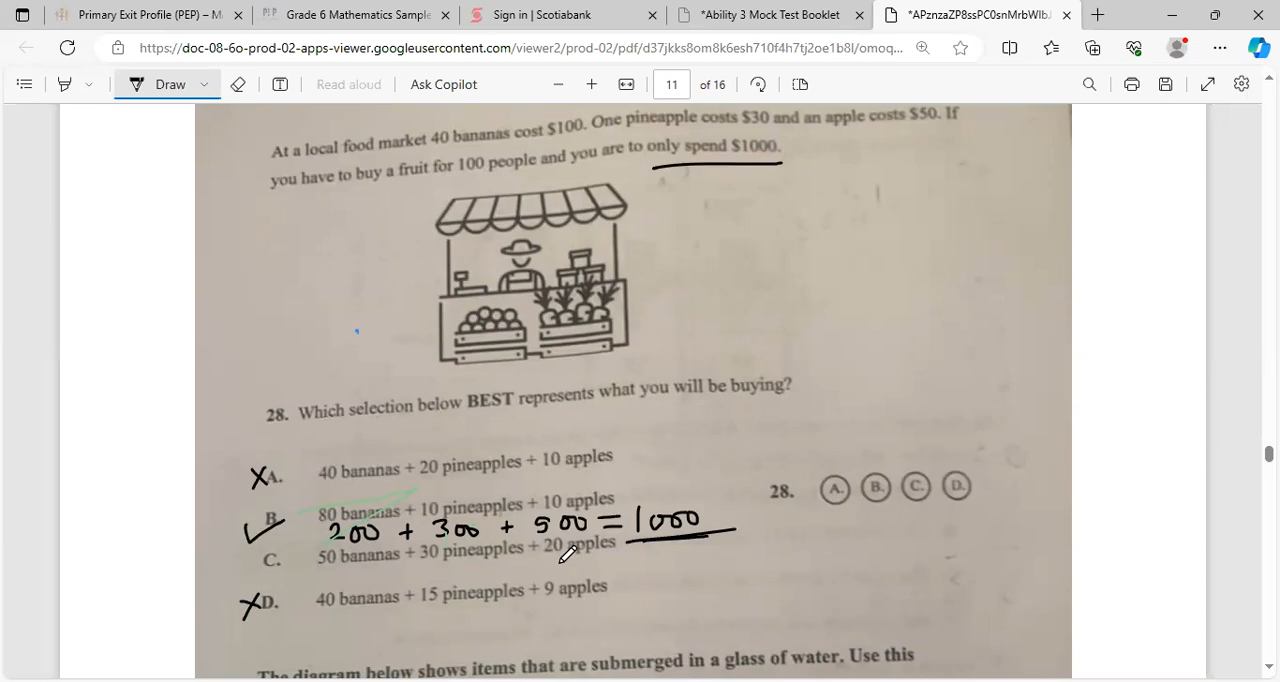 Primary Exit Profile (PEP) – M
Grade 6 Mathematics Sample
Sign in | Scotiabank
*Ability 3 Mock Test Booklet
*APznzaZP8ssPC0snMrbWIbJ
https://doc-08-6o-prod-02-apps-viewer.googleusercontent.com/viewer2/prod-02/pdf/d37jkks8om8k6esh710f4h7tj2oe1b8l/omoq...
Draw
Read aloud
Ask Copilot
11 of 16
At a local food market 40 bananas cost $100. One pineapple costs $30 and an apple costs $50. If
you have to buy a fruit for 100 people and you are to only spend $1000.
28. Which selection below BEST represents what you will be buying?
XA. 40 bananas + 20 pineapples + 10 apples
28. A. B. C. D.
B. 80 bananas + 10 pineapples + 10 apples
200 + 300 + 500 = 1000
C. 50 bananas + 30 pineapples + 20 apples
XD. 40 bananas + 15 pineapples + 9 apples
The diagram below shows items that are submerged in a glass of water. Use this